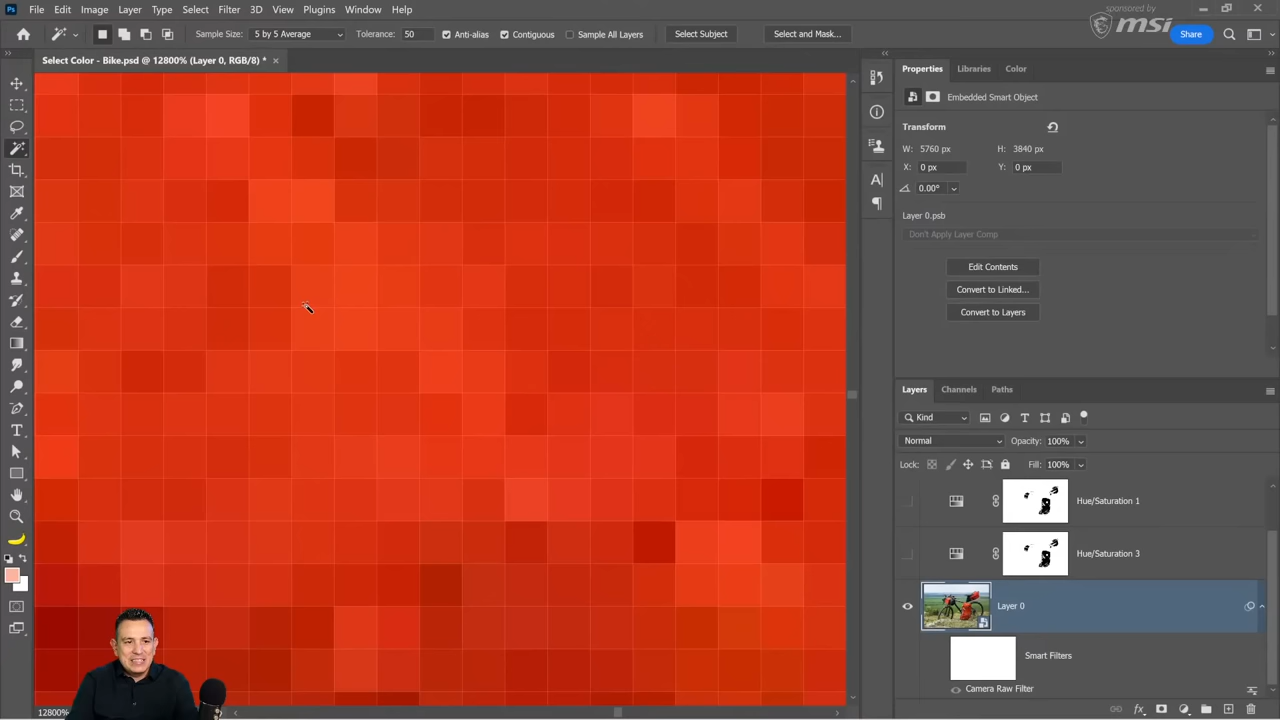 Ps File Edit Image Layer Type Select Filter 3D View Plugins Window Help
sponsored by
msi
Sample Size: 5 by 5 Average Tolerance: 50 Anti-alias Contiguous Sample All Layers Select Subject Select and Mask... Share
Select Color - Bike.psd @ 12800% (Layer 0, RGB/8) *
Properties Libraries Color
Embedded Smart Object
Transform
W: 5760 px H: 3840 px
X: 0 px Y: 0 px
0.00°
Layer 0.psb
Don't Apply Layer Comp
Edit Contents
Convert to Linked...
Convert to Layers
Layers Channels Paths
Kind
Normal Opacity: 100%
Lock: Fill: 100%
Hue/Saturation 1
Hue/Saturation 3
Layer 0
Smart Filters
Camera Raw Filter
12800%